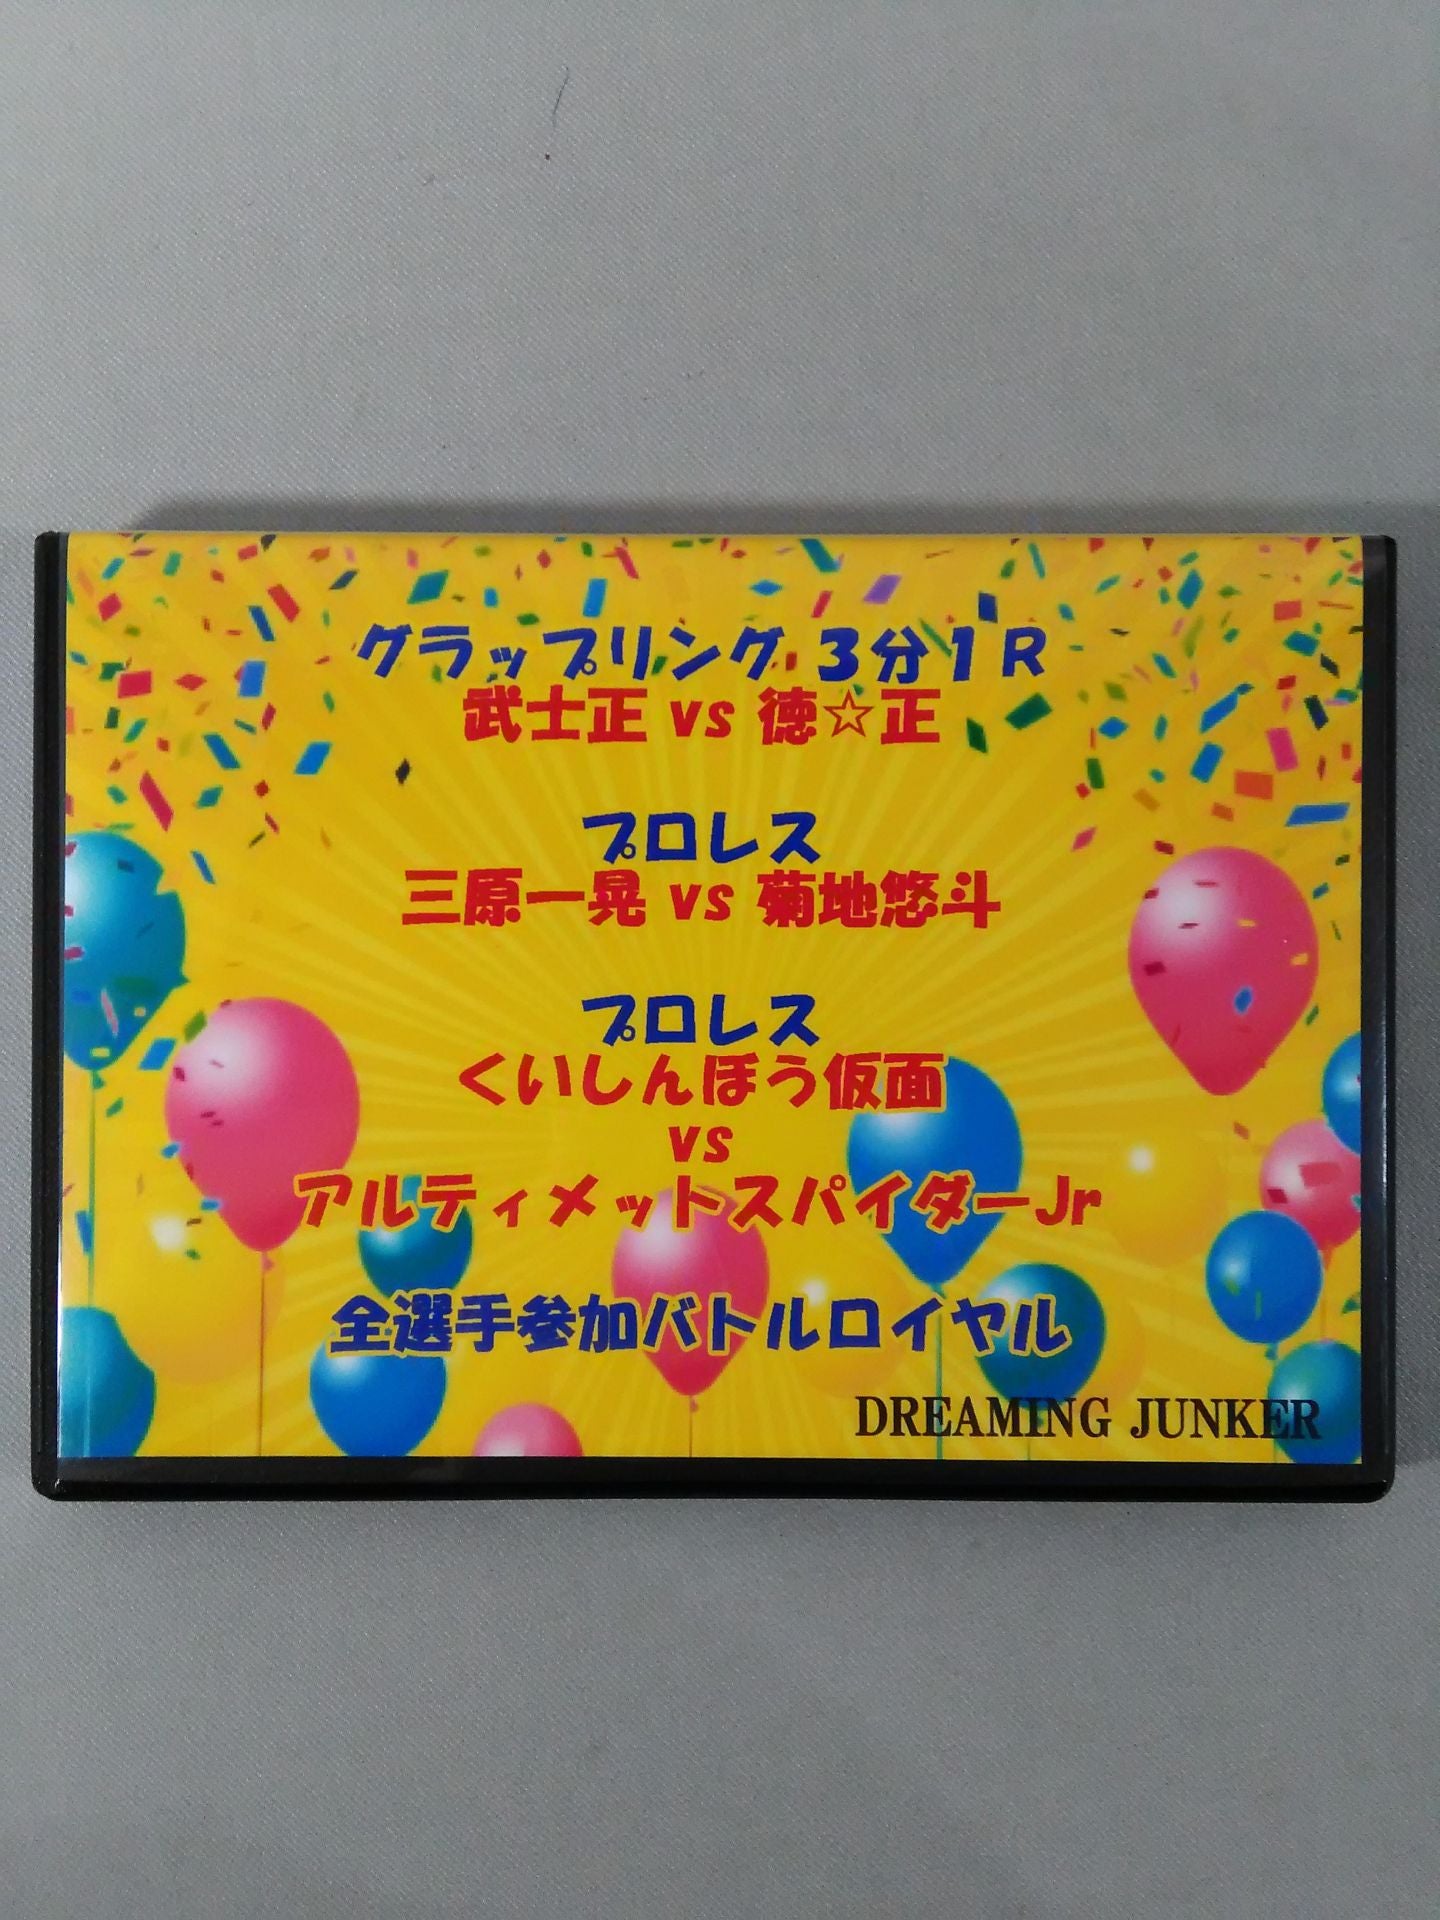 グラップリング 3分1R
武士正 vs 徳☆正
プロレス
三原一晃 vs 菊地悠斗
プロレス
くいしんぼう仮面
vs
アルティメットスパイダーJr
全選手参加バトルロイヤル
DREAMING JUNKER